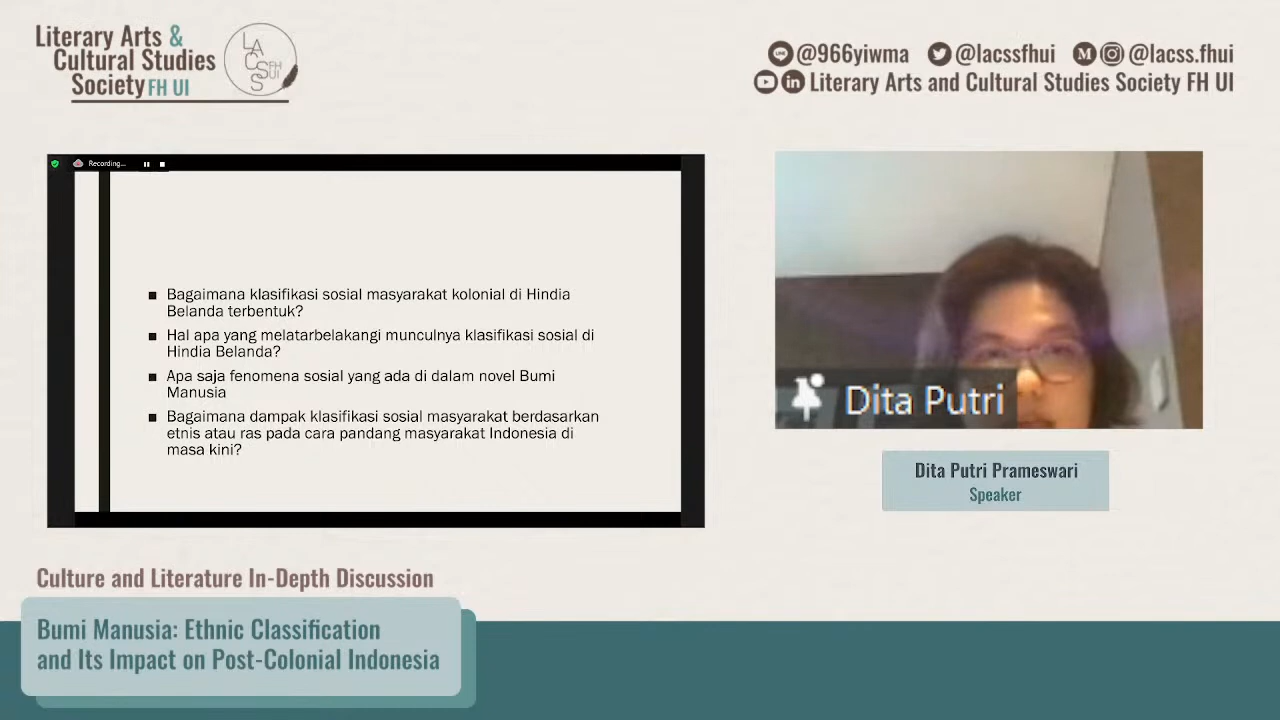 Literary Arts &
Cultural Studies
Society FH UI
LACSS FH UI
@966yiwma @lacssfhui @lacss.fhui
Literary Arts and Cultural Studies Society FH UI
Recording...
Bagaimana klasifikasi sosial masyarakat kolonial di Hindia
Belanda terbentuk?
Hal apa yang melatarbelakangi munculnya klasifikasi sosial di
Hindia Belanda?
Apa saja fenomena sosial yang ada di dalam novel Bumi
Manusia
Bagaimana dampak klasifikasi sosial masyarakat berdasarkan
etnis atau ras pada cara pandang masyarakat Indonesia di
masa kini?
Dita Putri
Dita Putri Prameswari
Speaker
Culture and Literature In-Depth Discussion
Bumi Manusia: Ethnic Classification
and Its Impact on Post-Colonial Indonesia